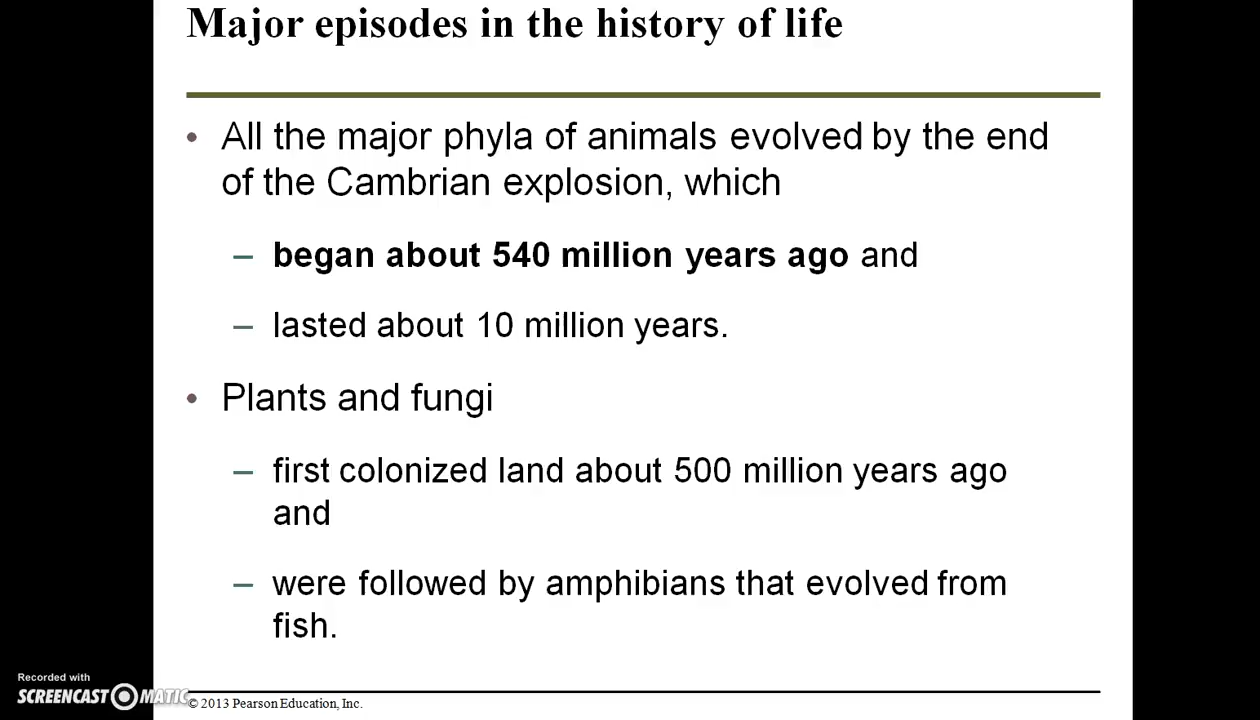 Major episodes in the history of life
• All the major phyla of animals evolved by the end
of the Cambrian explosion, which
– began about 540 million years ago and
– lasted about 10 million years.
• Plants and fungi
– first colonized land about 500 million years ago
and
– were followed by amphibians that evolved from
fish.
Recorded with
SCREENCAST MATIC
© 2013 Pearson Education, Inc.